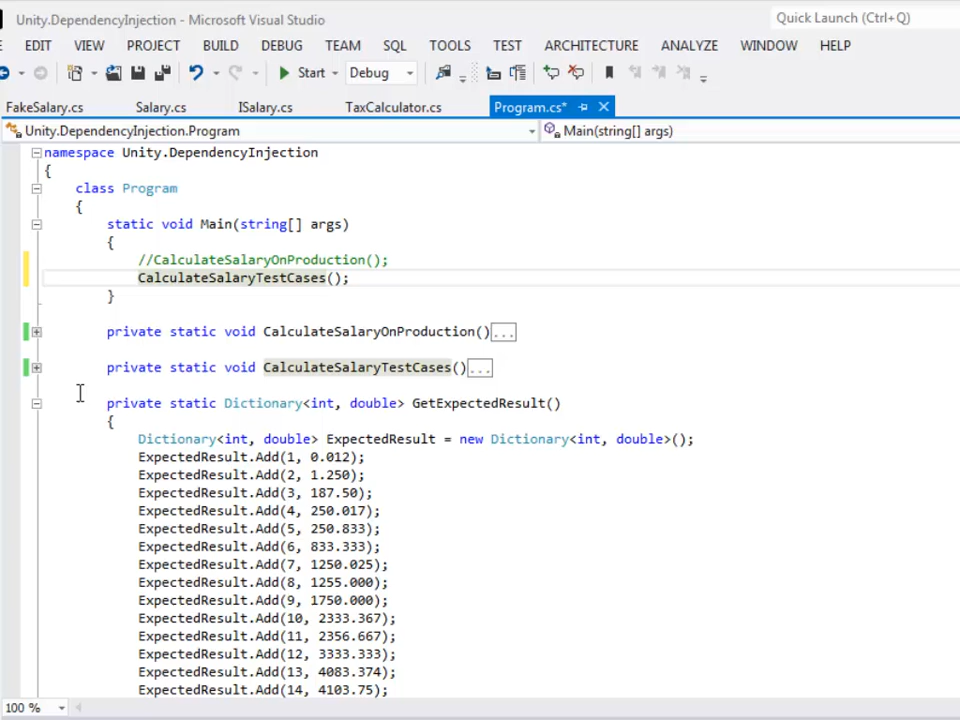 Unity.DependencyInjection - Microsoft Visual Studio
Quick Launch (Ctrl+Q)
EDIT VIEW PROJECT BUILD DEBUG TEAM SQL TOOLS TEST ARCHITECTURE ANALYZE WINDOW HELP
Start Debug
FakeSalary.cs Salary.cs ISalary.cs TaxCalculator.cs Program.cs*
Unity.DependencyInjection.Program Main(string[] args)
namespace Unity.DependencyInjection
{
class Program
{
static void Main(string[] args)
{
//CalculateSalaryOnProduction();
CalculateSalaryTestCases();
}
private static void CalculateSalaryOnProduction()...
private static void CalculateSalaryTestCases()...
private static Dictionary<int, double> GetExpectedResult()
{
Dictionary<int, double> ExpectedResult = new Dictionary<int, double>();
ExpectedResult.Add(1, 0.012);
ExpectedResult.Add(2, 1.250);
ExpectedResult.Add(3, 187.50);
ExpectedResult.Add(4, 250.017);
ExpectedResult.Add(5, 250.833);
ExpectedResult.Add(6, 833.333);
ExpectedResult.Add(7, 1250.025);
ExpectedResult.Add(8, 1255.000);
ExpectedResult.Add(9, 1750.000);
ExpectedResult.Add(10, 2333.367);
ExpectedResult.Add(11, 2356.667);
ExpectedResult.Add(12, 3333.333);
ExpectedResult.Add(13, 4083.374);
ExpectedResult.Add(14, 4103.75);
100 %